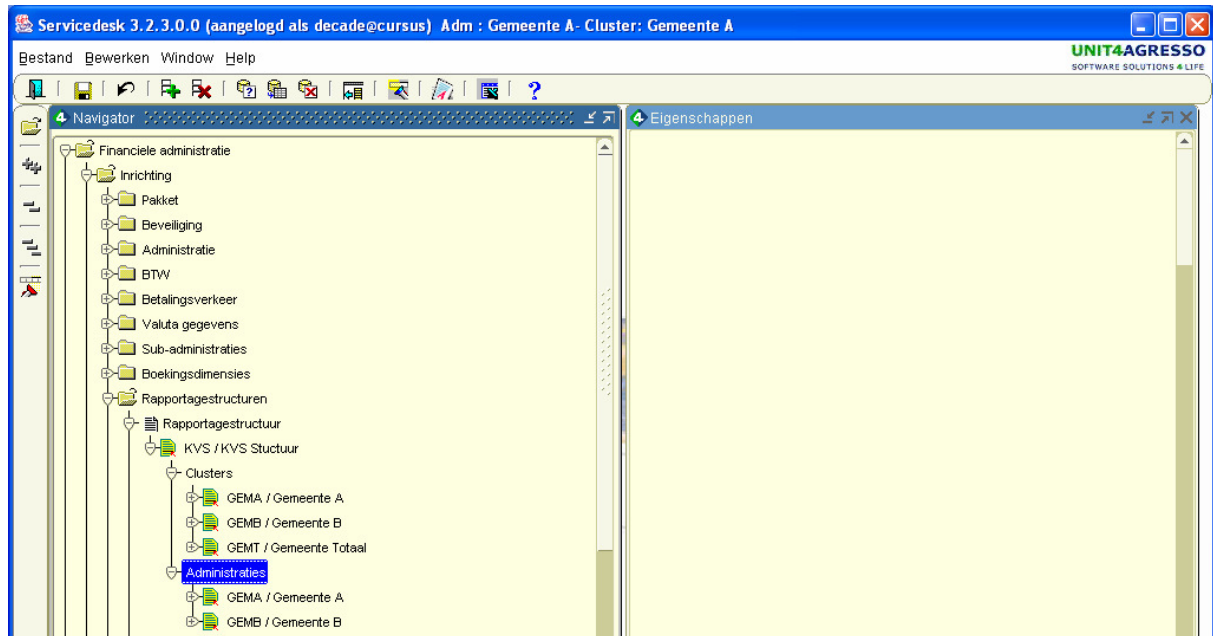 Servicedesk 3.2.3.0.0 (aangelogd als decade@cursus) Adm : Gemeente A- Cluster: Gemeente A
Bestand Bewerken Window Help
UNIT4AGRESSO
SOFTWARE SOLUTIONS 4 LIFE
?
4 Navigator
4 Eigenschappen
Financiele administratie
Inrichting
Pakket
Beveiliging
Administratie
BTW
Betalingsverkeer
Valuta gegevens
Sub-administraties
Boekingsdimensies
Rapportagestructuren
Rapportagestructuur
KVS / KVS Stuctuur
Clusters
GEMA / Gemeente A
GEMB / Gemeente B
GEMT / Gemeente Totaal
Administraties
GEMA / Gemeente A
GEMB / Gemeente B